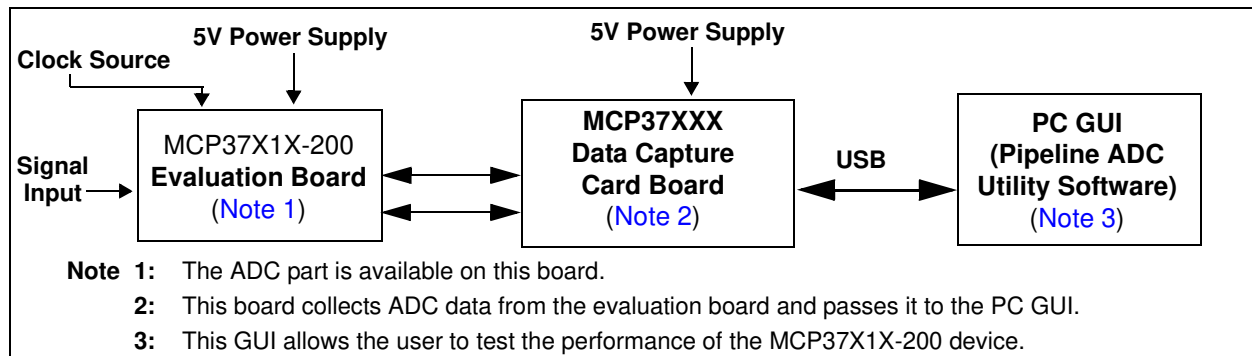 5V Power Supply
5V Power Supply
Clock Source
MCP37X1X-200
Evaluation Board
(Note 1)
Signal
Input
MCP37XXX
Data Capture
Card Board
(Note 2)
USB
PC GUI
(Pipeline ADC
Utility Software)
(Note 3)
Note 1: The ADC part is available on this board.
2: This board collects ADC data from the evaluation board and passes it to the PC GUI.
3: This GUI allows the user to test the performance of the MCP37X1X-200 device.